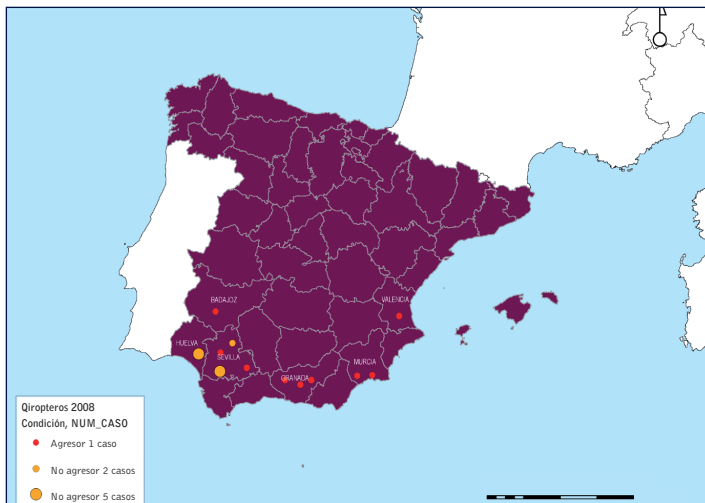 BADAJOZ
VALENCIA
HUELVA
SEVILLA
GRANADA
MURCIA
Qiropteros 2008
Condición, NUM_CASO
Agresor 1 caso
No agresor 2 casos
No agresor 5 casos